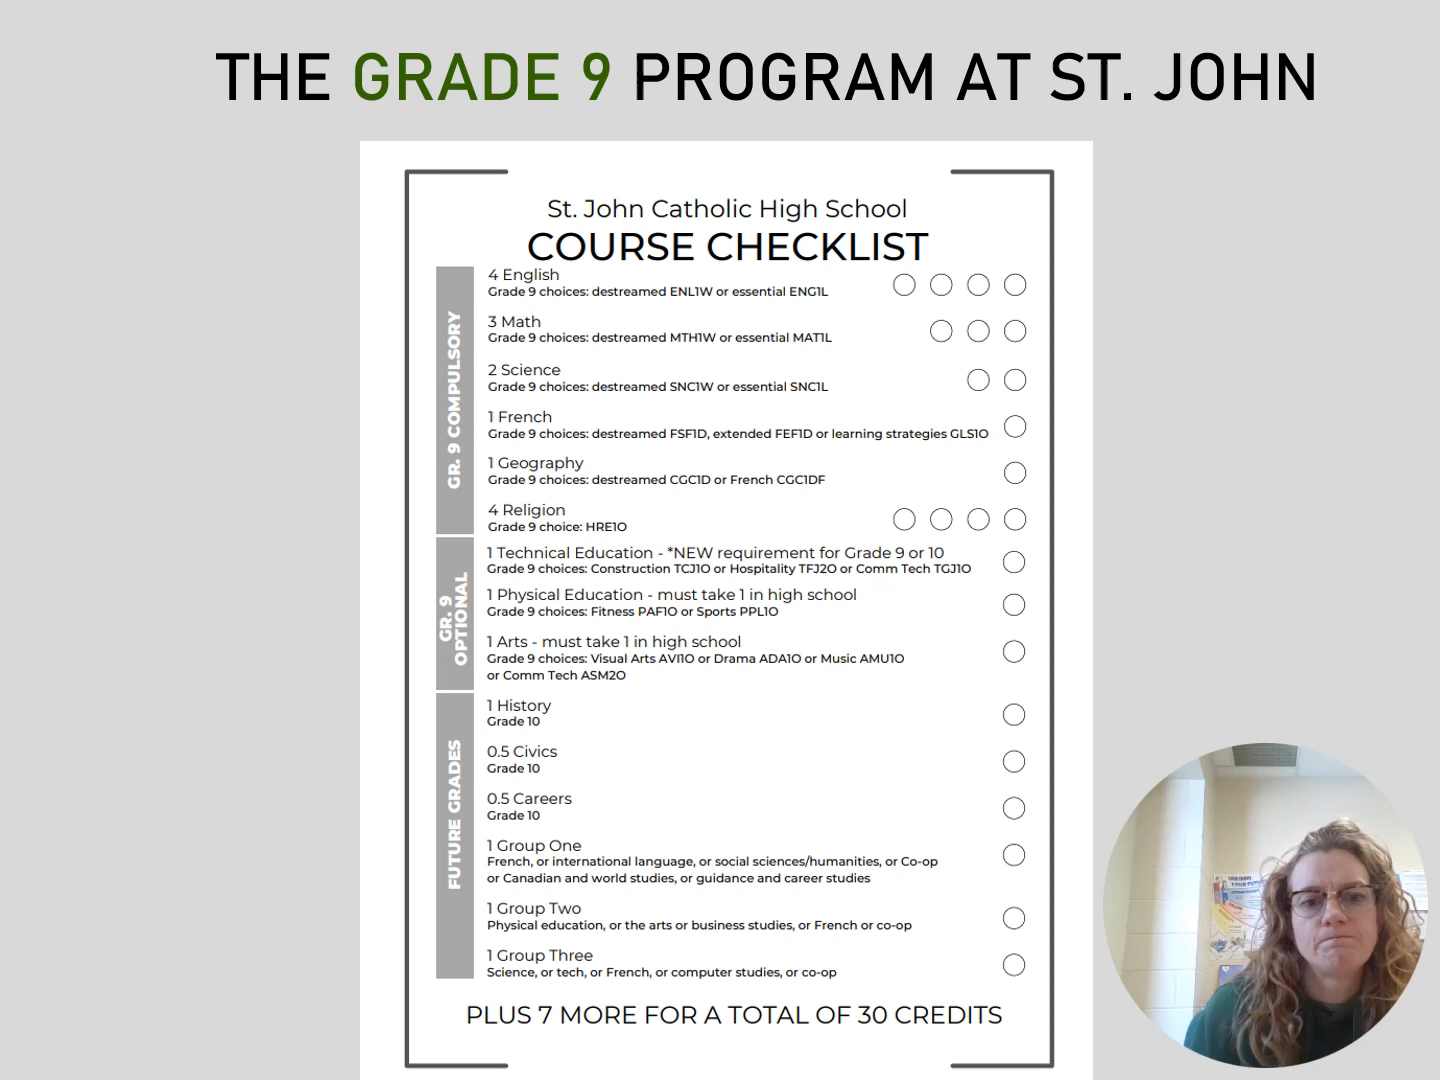 THE GRADE 9 PROGRAM AT ST. JOHN
St. John Catholic High School
COURSE CHECKLIST
GR. 9 COMPULSORY
4 English
Grade 9 choices: destreamed ENL1W or essential ENG1L
3 Math
Grade 9 choices: destreamed MTH1W or essential MAT1L
2 Science
Grade 9 choices: destreamed SNC1W or essential SNC1L
1 French
Grade 9 choices: destreamed FSF1D, extended FEF1D or learning strategies GLS1O
1 Geography
Grade 9 choices: destreamed CGC1D or French CGC1DF
4 Religion
Grade 9 choice: HRE1O
GR. 9
OPTIONAL
1 Technical Education - *NEW requirement for Grade 9 or 10
Grade 9 choices: Construction TCJ1O or Hospitality TFJ2O or Comm Tech TGJ1O
1 Physical Education - must take 1 in high school
Grade 9 choices: Fitness PAF1O or Sports PPL1O
1 Arts - must take 1 in high school
Grade 9 choices: Visual Arts AVI1O or Drama ADA1O or Music AMU1O
or Comm Tech ASM2O
FUTURE GRADES
1 History
Grade 10
0.5 Civics
Grade 10
0.5 Careers
Grade 10
1 Group One
French, or international language, or social sciences/humanities, or Co-op
or Canadian and world studies, or guidance and career studies
1 Group Two
Physical education, or the arts or business studies, or French or co-op
1 Group Three
Science, or tech, or French, or computer studies, or co-op
PLUS 7 MORE FOR A TOTAL OF 30 CREDITS